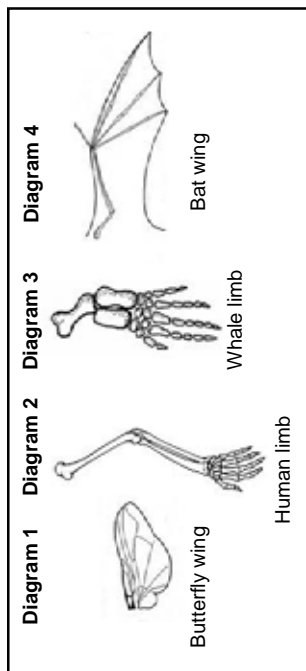 Diagram 1
Butterfly wing
Diagram 2
Human limb
Diagram 3
Whale limb
Diagram 4
Bat wing